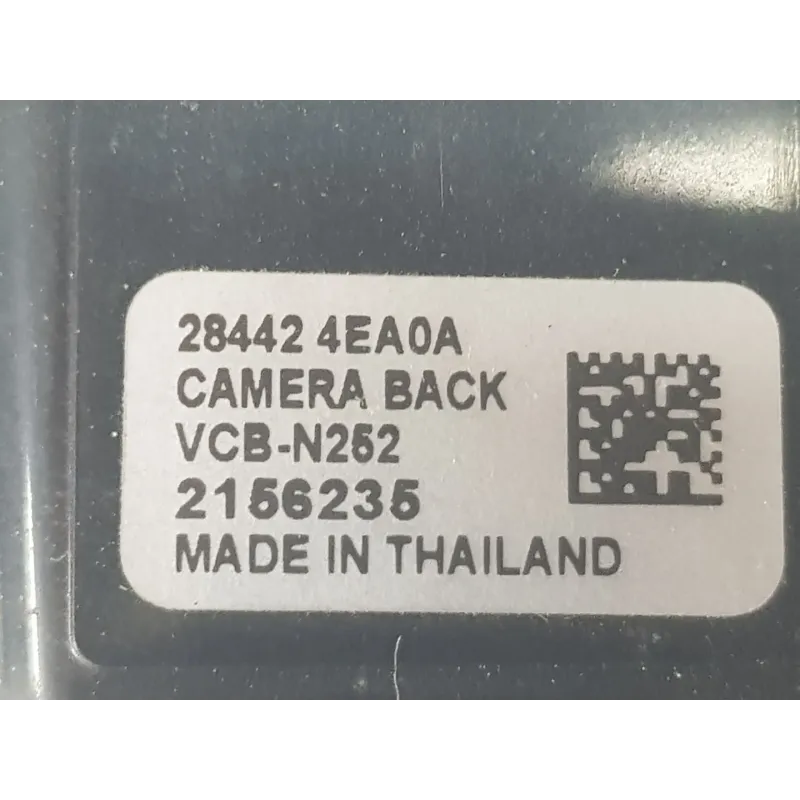 28442 4EA0A
CAMERA BACK
VCB-N252
2156235
MADE IN THAILAND